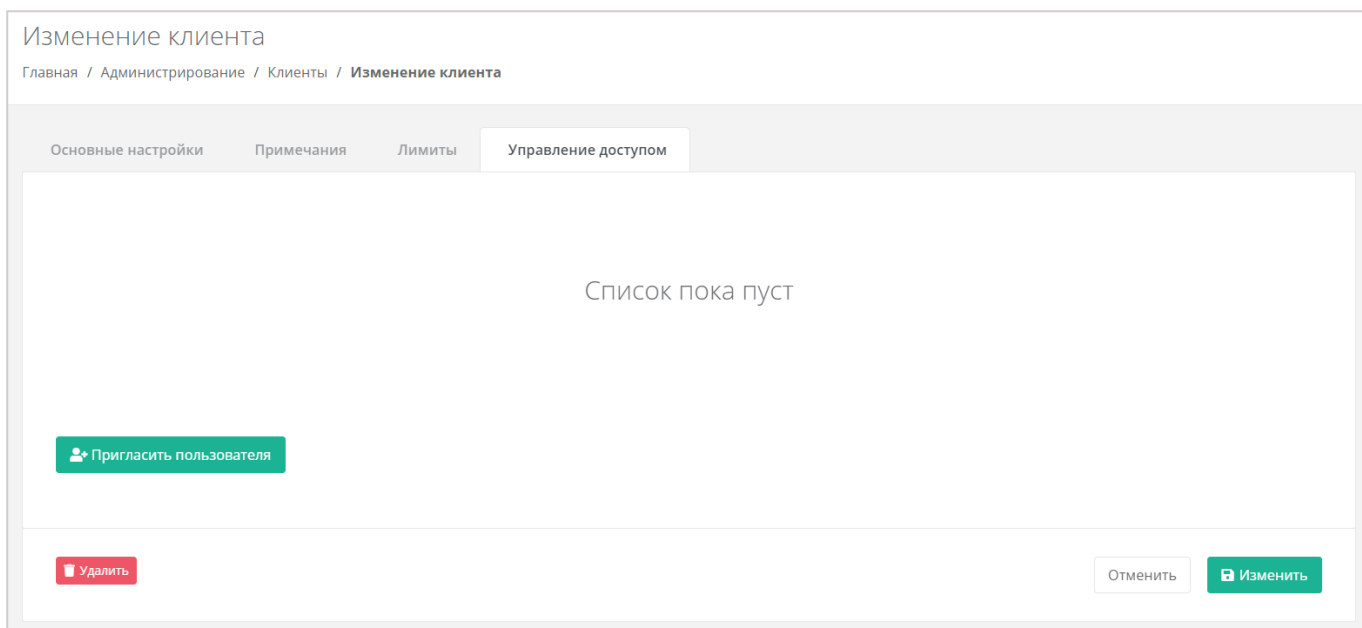 Изменение клиента
Главная / Администрирование / Клиенты / Изменение клиента
Основные настройки Примечания Лимиты Управление доступом
Список пока пуст
Пригласить пользователя
Удалить Отменить Изменить